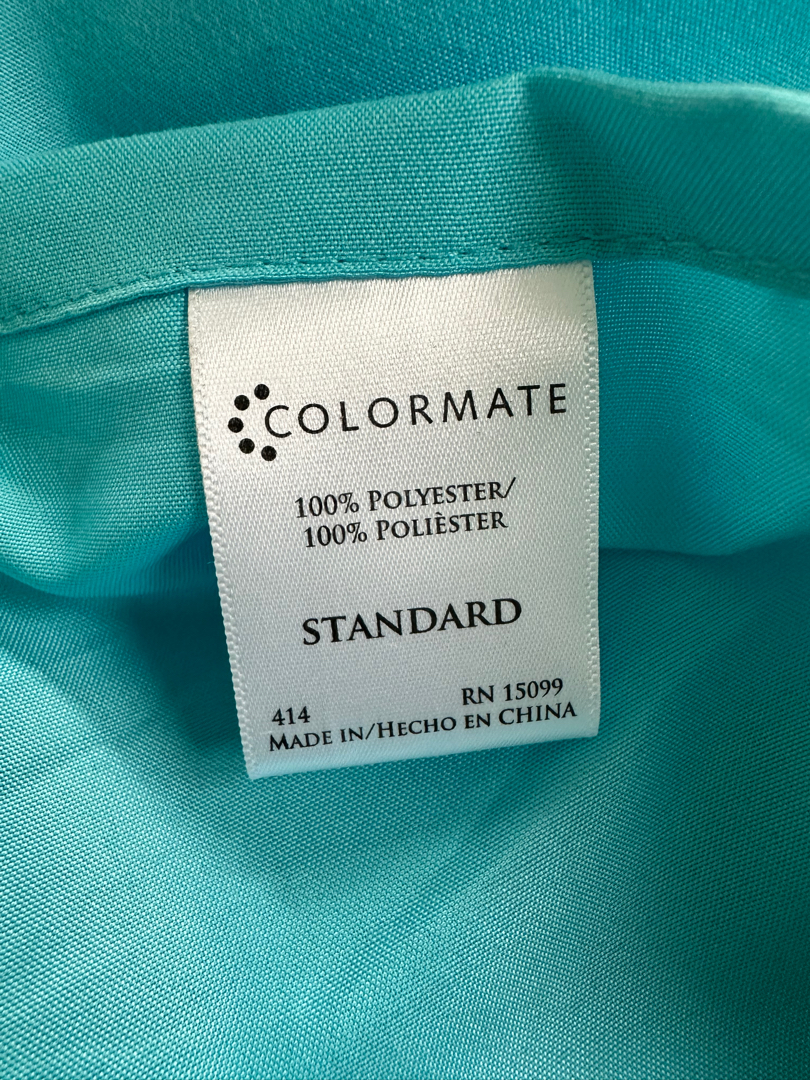 COLORMATE
100% POLYESTER/
100% POLIÈSTER
STANDARD
414 RN 15099
MADE IN/HECHO EN CHINA